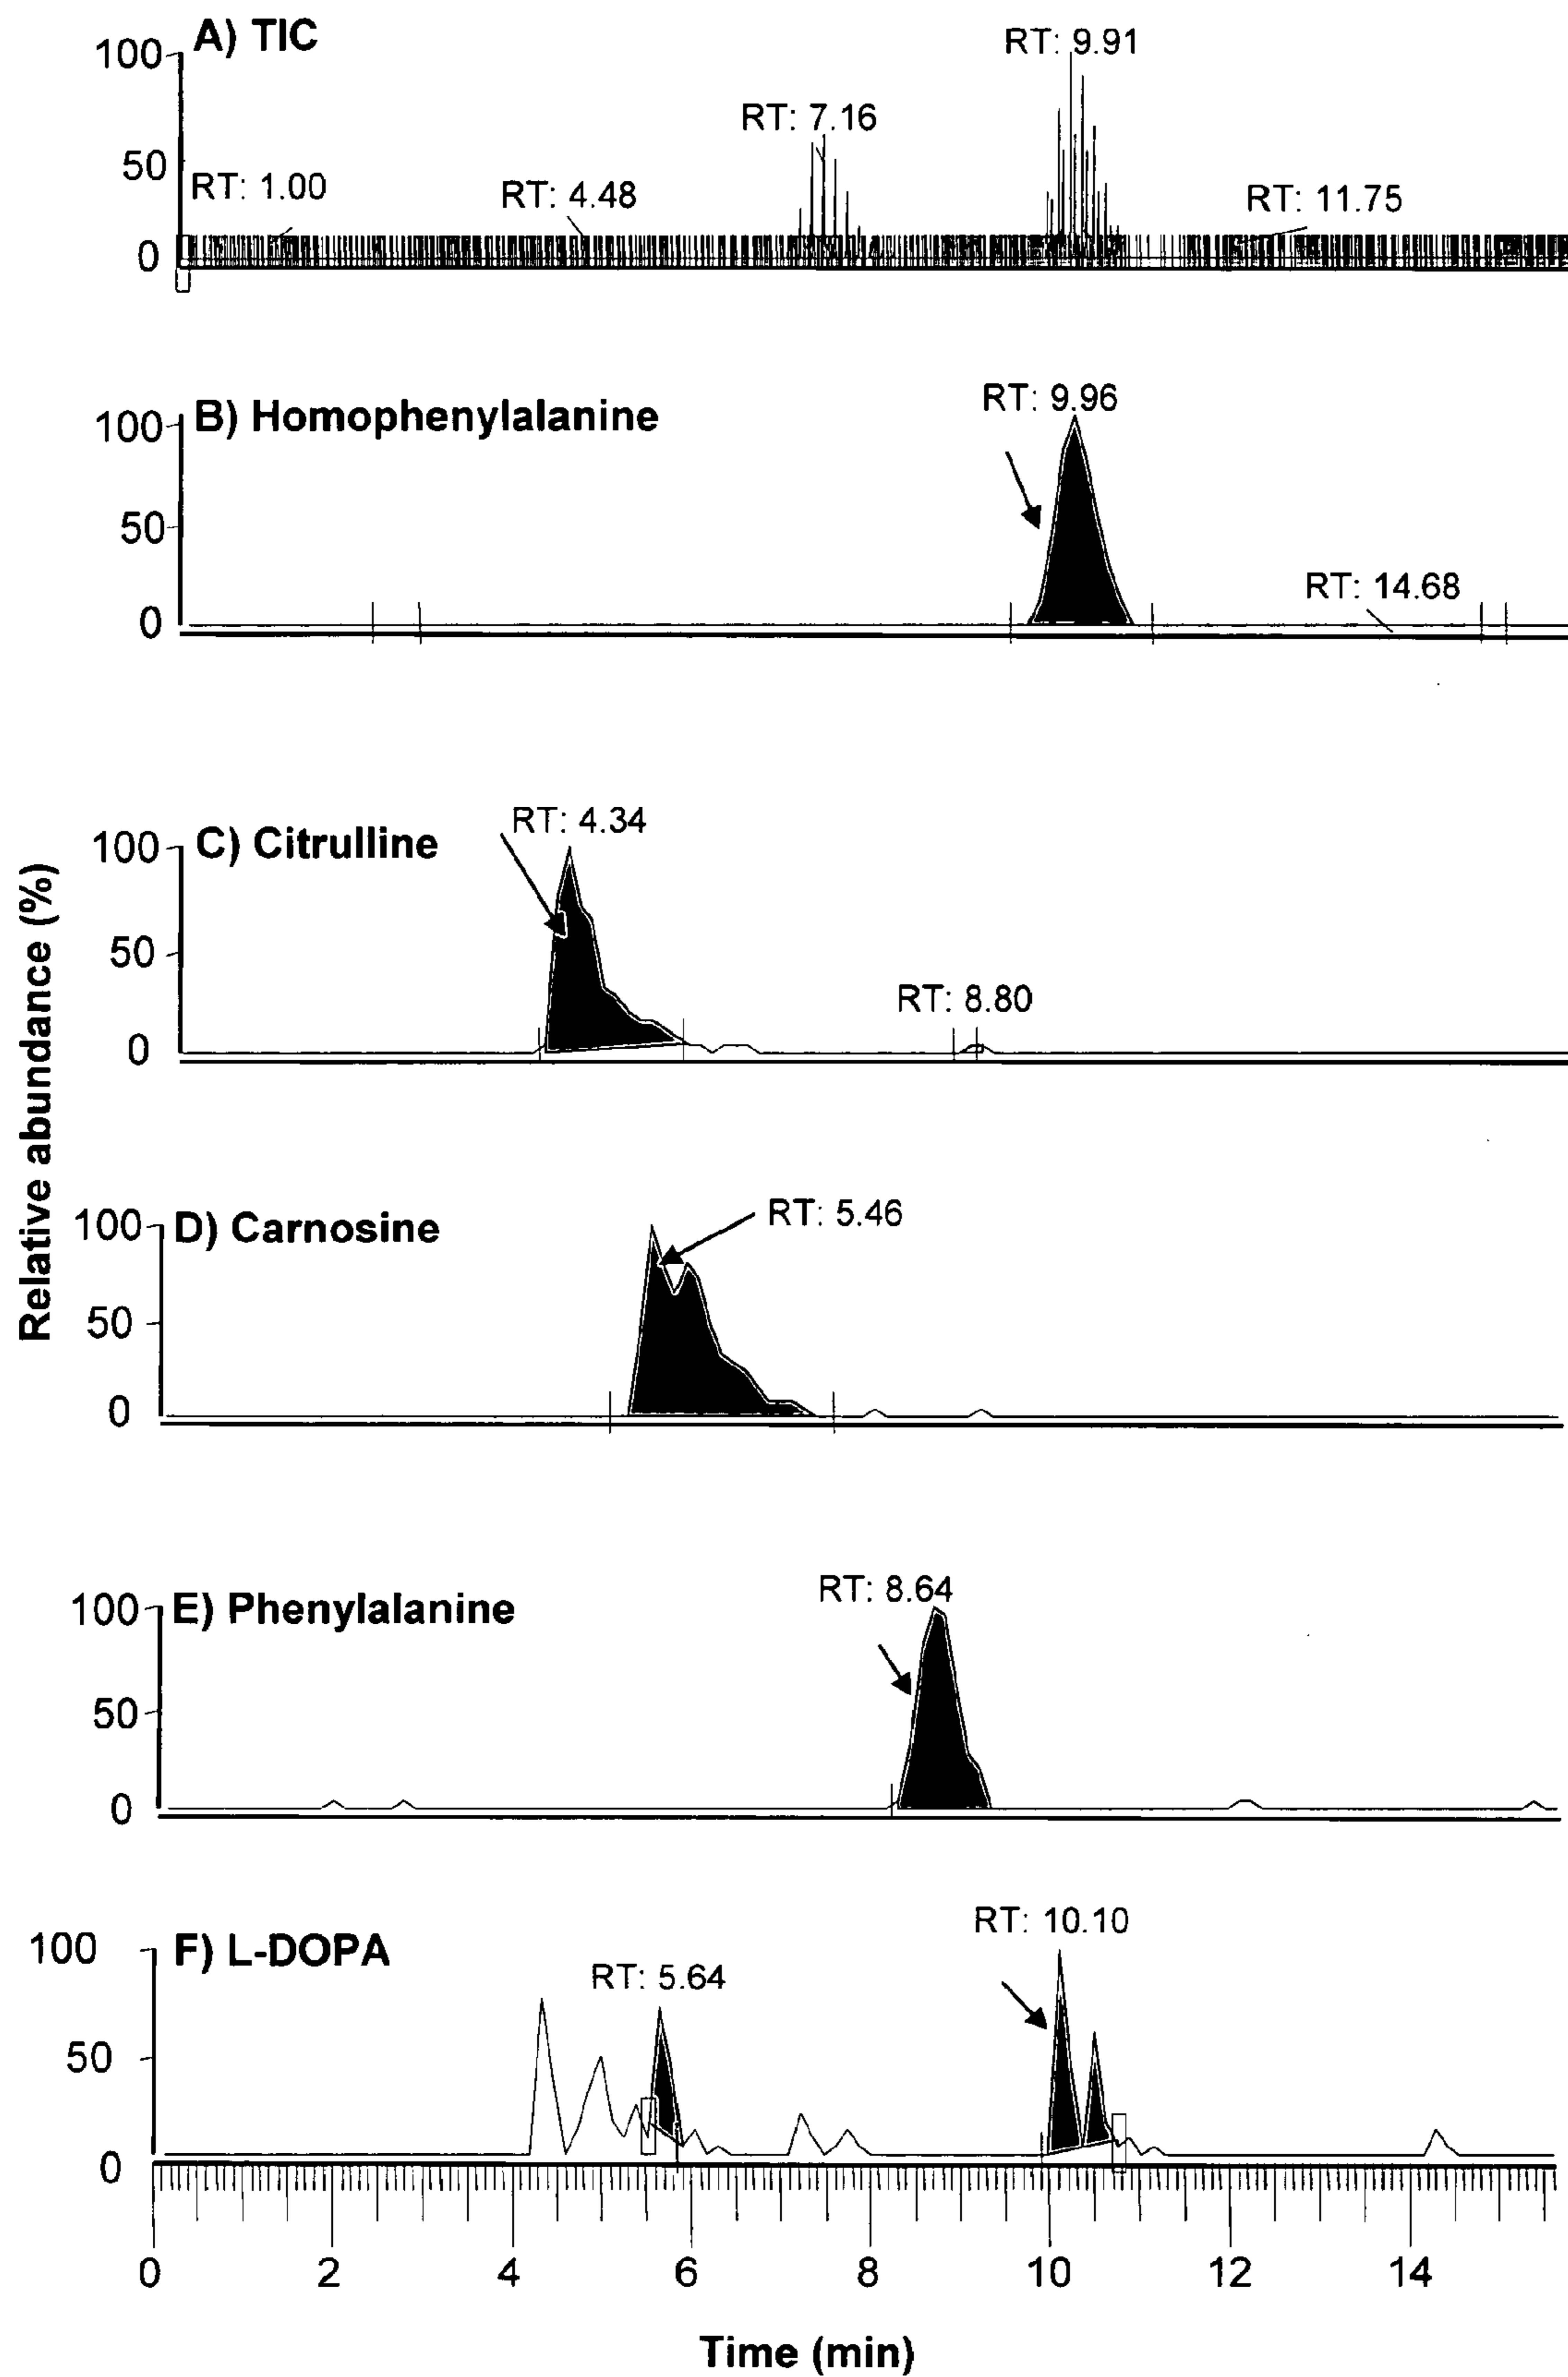 A) TIC
RT: 9.91
100
RT: 7.16
50
RT: 1.00
RT: 4.48
RT: 11.75
0
RT: 9.96
100
B) Homophenylalanine
50
RT: 14.68
0
RT: 4.34
100
C) Citrulline
50
RT: 8.80
0
Relative abundance (%)
RT: 5.46
100
D) Carnosine
50
0
RT: 8.64
100
E) Phenylalanine
50
0
RT: 10.10
100
F) L-DOPA
RT: 5.64
50
0
0 2 4 6 8 10 12 14
Time (min)